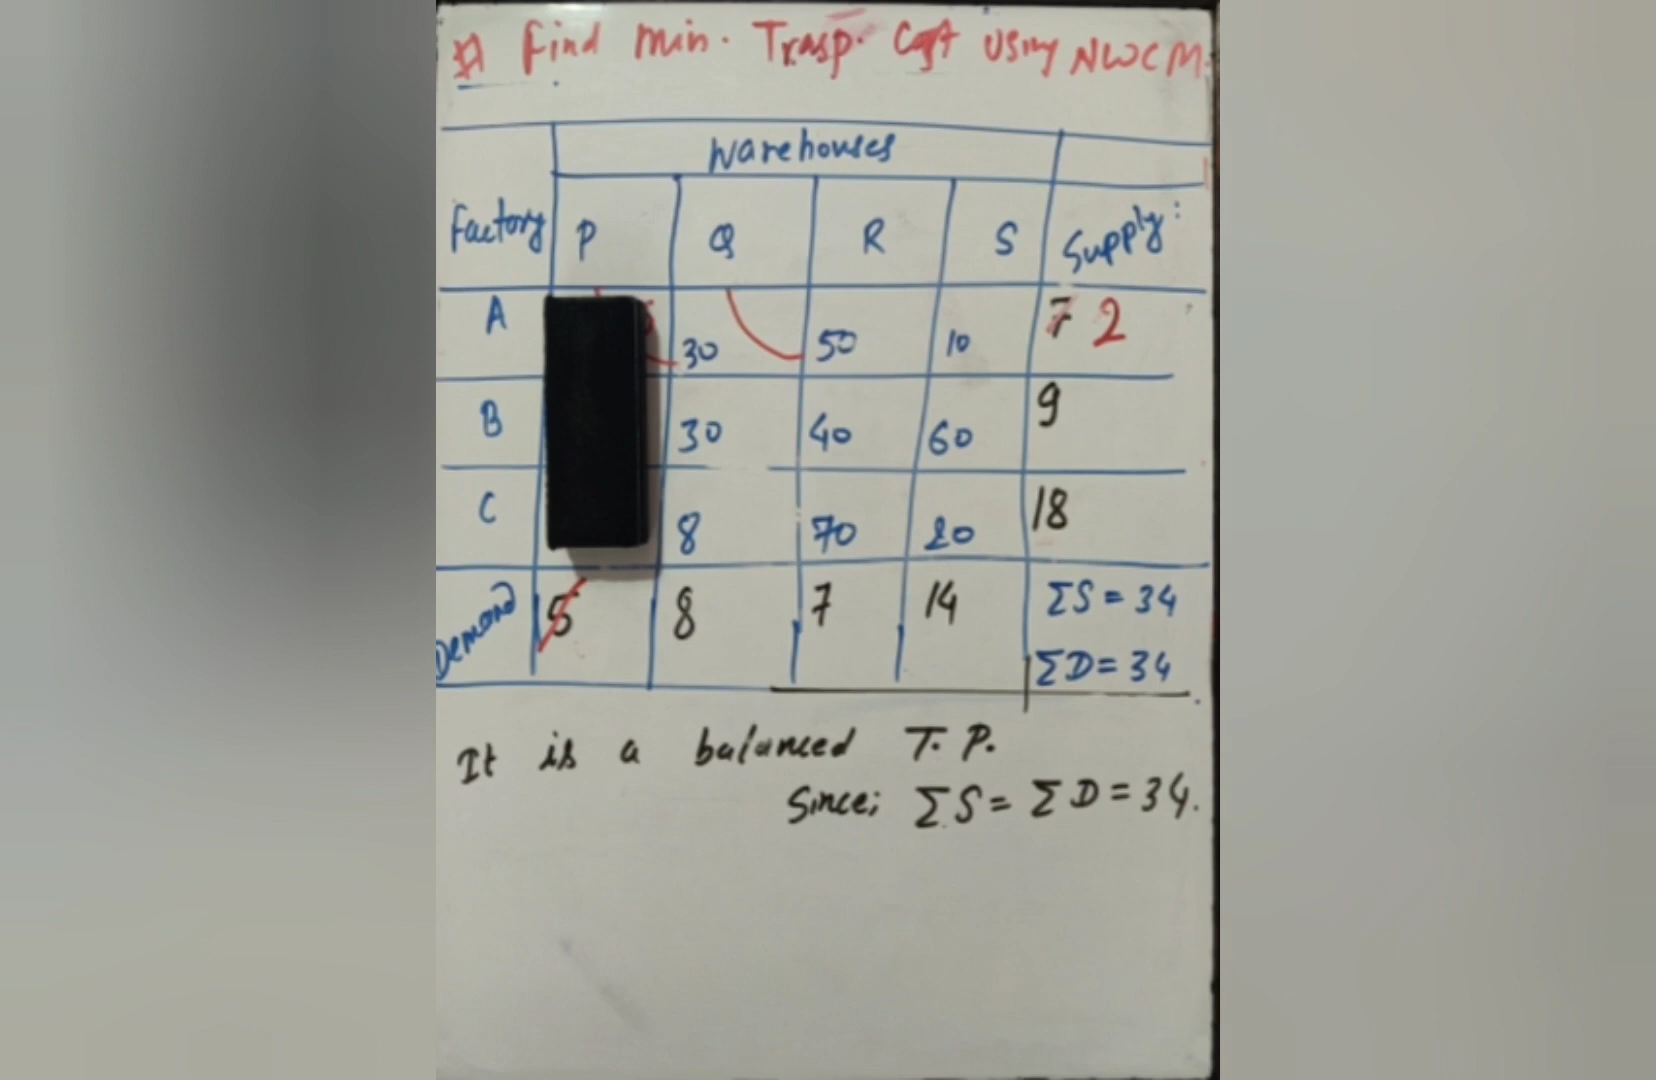 Find Min. Trasp. Cost Using NWCM.
Warehouses
Factory P Q R S Supply:
A 30 50 10 7 2
B 30 40 60 9
C 8 70 20 18
Demand 5 8 7 14 ΣS = 34
ΣD = 34
It is a balanced T. P.
Since; ΣS = ΣD = 34.